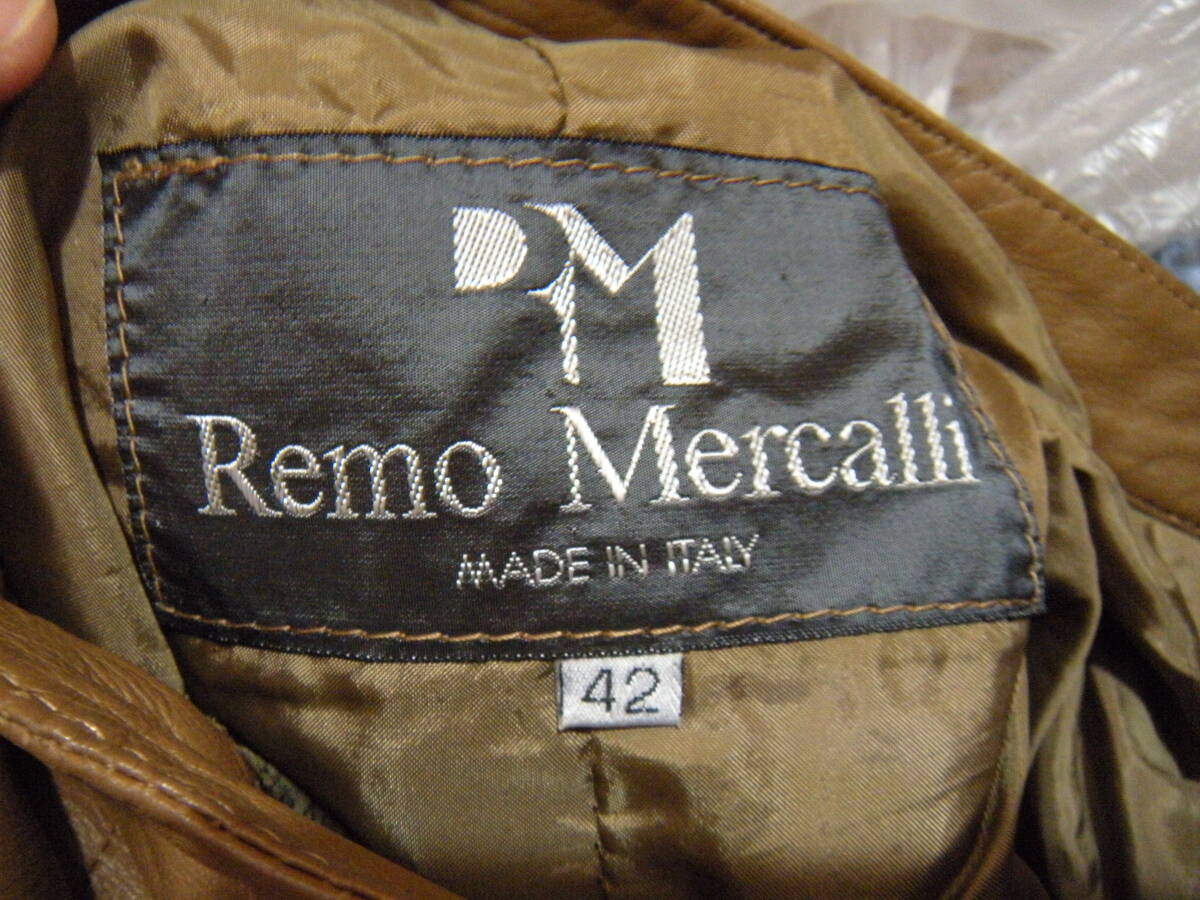 RM
Remo Mercalli
MADE IN ITALY
42